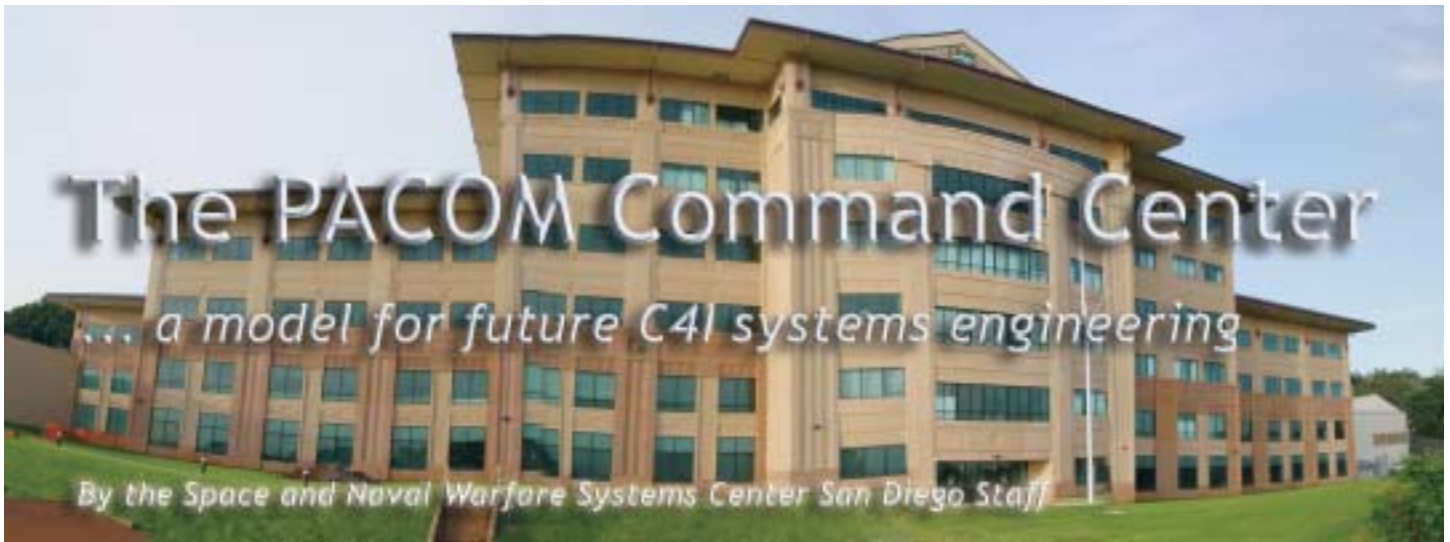 The PACOM Command Center
... a model for future C4I systems engineering
By the Space and Naval Warfare Systems Center San Diego Staff